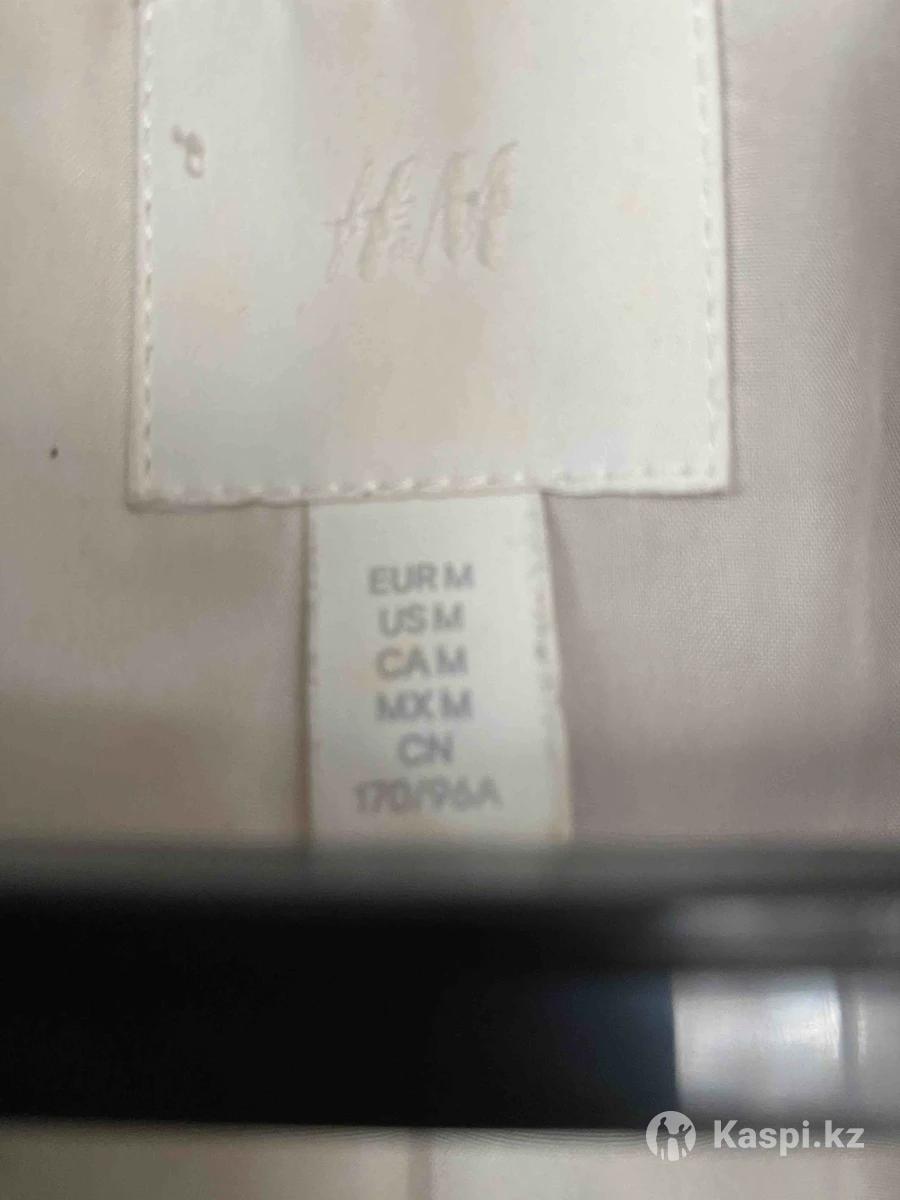 H&M
EUR M
US M
CA M
MX M
CN
170/96A
Kaspi.kz